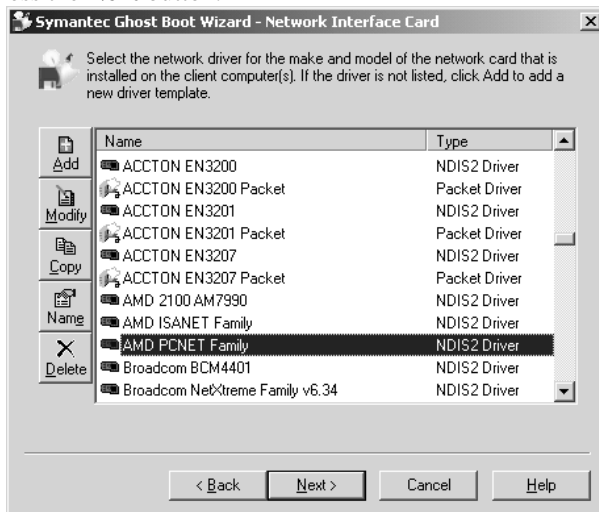 Symantec Ghost Boot Wizard - Network Interface Card
Select the network driver for the make and model of the network card that is
installed on the client computer(s). If the driver is not listed, click Add to add a
new driver template.
Add
Modify
Copy
Name
Delete
Name Type
ACCTON EN3200 NDIS2 Driver
ACCTON EN3200 Packet Packet Driver
ACCTON EN3201 NDIS2 Driver
ACCTON EN3201 Packet Packet Driver
ACCTON EN3207 NDIS2 Driver
ACCTON EN3207 Packet Packet Driver
AMD 2100 AM7990 NDIS2 Driver
AMD ISANET Family NDIS2 Driver
AMD PCNET Family NDIS2 Driver
Broadcom BCM4401 NDIS2 Driver
Broadcom NetXtreme Family v6.34 NDIS2 Driver
< Back Next > Cancel Help